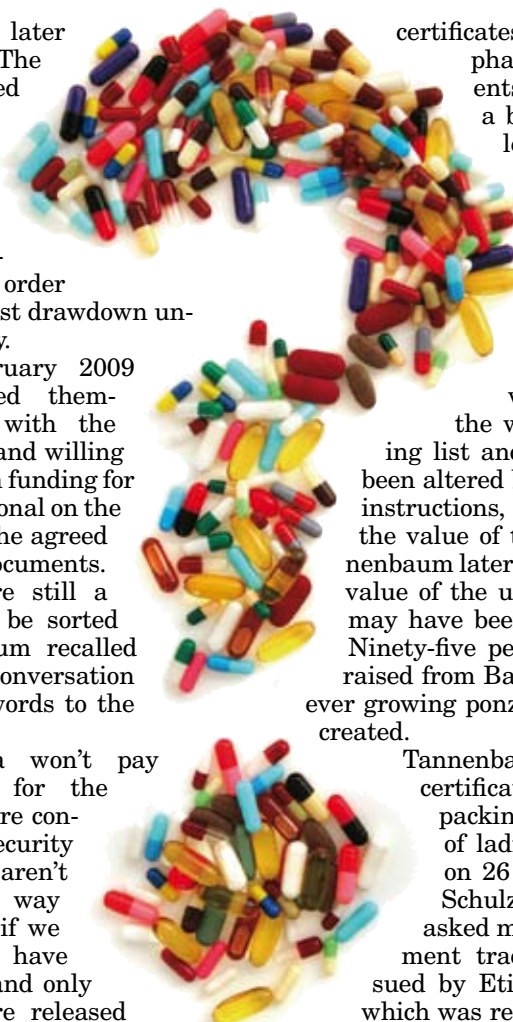 later
The
ed
-
order
st drawdown un-
y.
ruary 2009
ed them-
with the
and willing
n funding for
onal on the
he agreed
ocuments.
re still a
be sorted
um recalled
onversation
words to the
a won't pay
for the
re con-
ecurity
aren't
way
if we
have
and only
re released
certificates
pha
ents
a b
le
v
the w
ing list and
been altered
instructions,
the value of t
nenbaum later
value of the u
may have bee
Ninety-five pe
raised from Ba
ever growing ponz
created.
Tannenba
certificat
packin
of ladi
on 26
Schulz
asked m
ment trac
sued by Eti
which was re